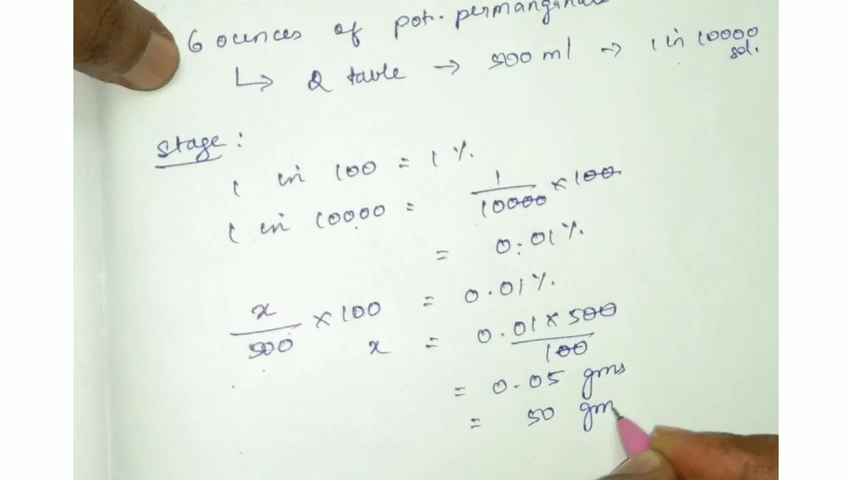 6 ounces of pot. permangana
↳ 2 table → 500 ml → 1 in 10000
sol.
Stage :
1 in 100 = 1 %.
1 in 10000 = 1/10000 × 100
= 0.01%.
x/500 × 100 = 0.01%.
x = 0.01 × 500/100
= 0.05 gms
= 50 gm